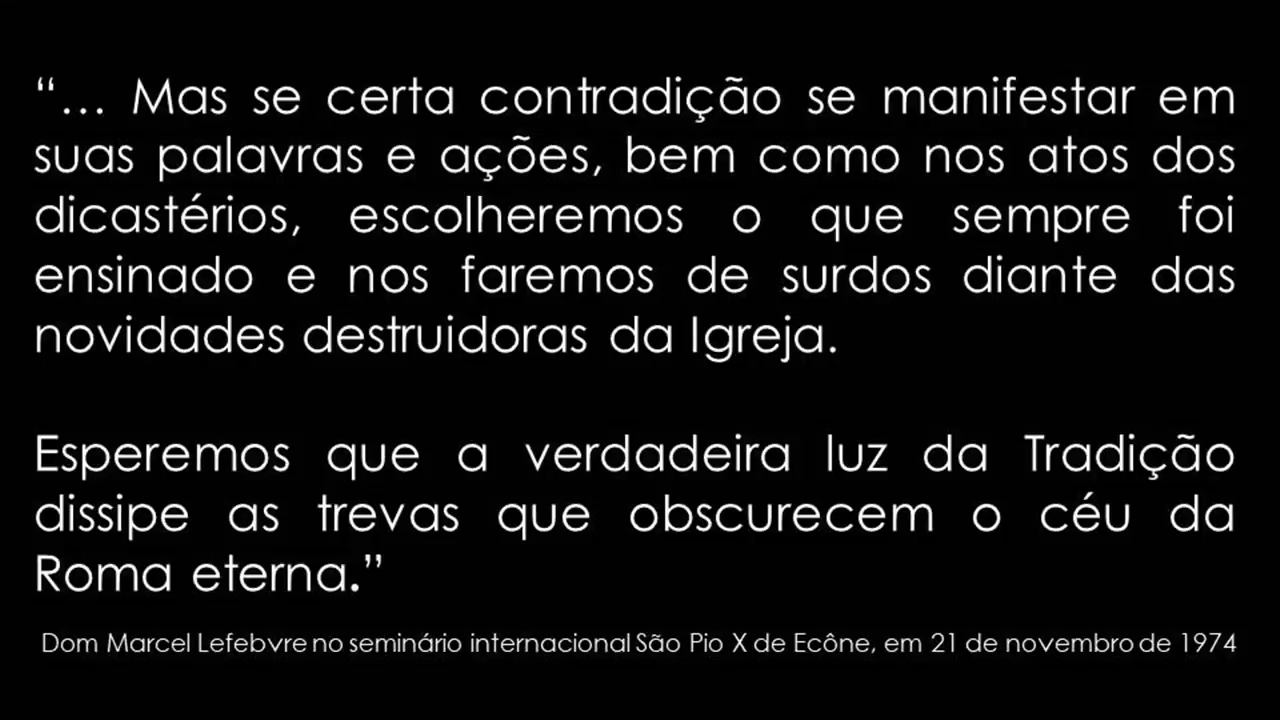 “... Mas se certa contradição se manifestar em
suas palavras e ações, bem como nos atos dos
dicastérios, escolheremos o que sempre foi
ensinado e nos faremos de surdos diante das
novidades destruidoras da Igreja.
Esperemos que a verdadeira luz da Tradição
dissipe as trevas que obscurecem o céu da
Roma eterna.”
Dom Marcel Lefebvre no seminário internacional São Pio X de Ecône, em 21 de novembro de 1974